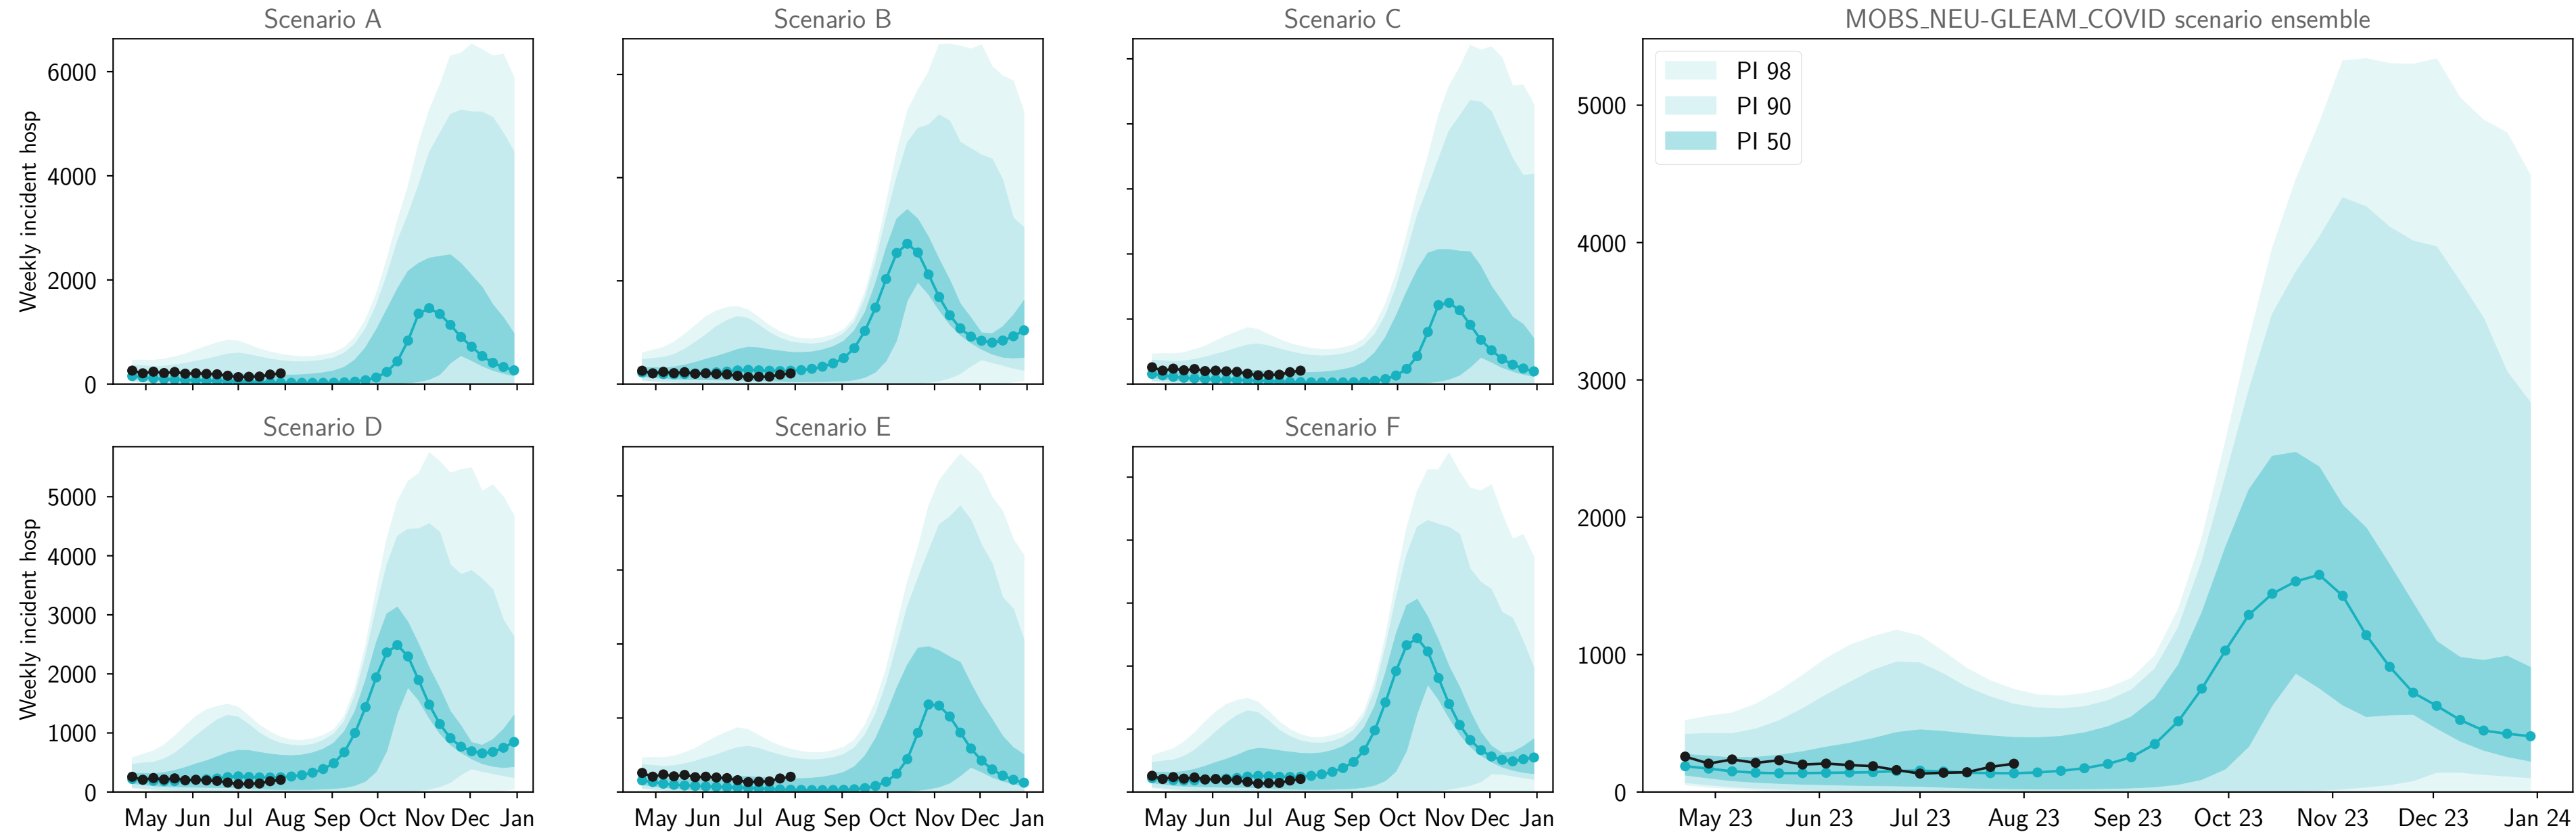 Scenario A
Scenario B
Scenario C
MOBS_NEU-GLEAM_COVID scenario ensemble
Weekly incident hosp
6000
4000
2000
0
PI 98
PI 90
PI 50
5000
4000
3000
2000
1000
0
Scenario D
Scenario E
Scenario F
Weekly incident hosp
5000
4000
3000
2000
1000
0
May Jun Jul Aug Sep Oct Nov Dec Jan
May Jun Jul Aug Sep Oct Nov Dec Jan
May Jun Jul Aug Sep Oct Nov Dec Jan
May 23 Jun 23 Jul 23 Aug 23 Sep 23 Oct 23 Nov 23 Dec 23 Jan 24